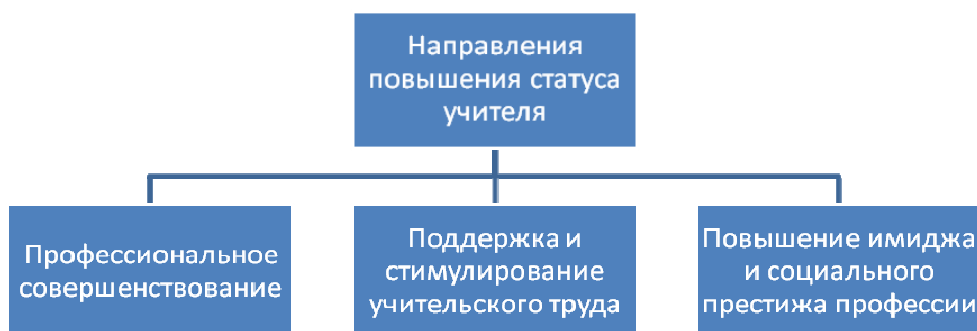 Направления
повышения статуса
учителя
Профессиональное
совершенствование
Поддержка и
стимулирование
учительского труда
Повышение имиджа
и социального
престижа профессии